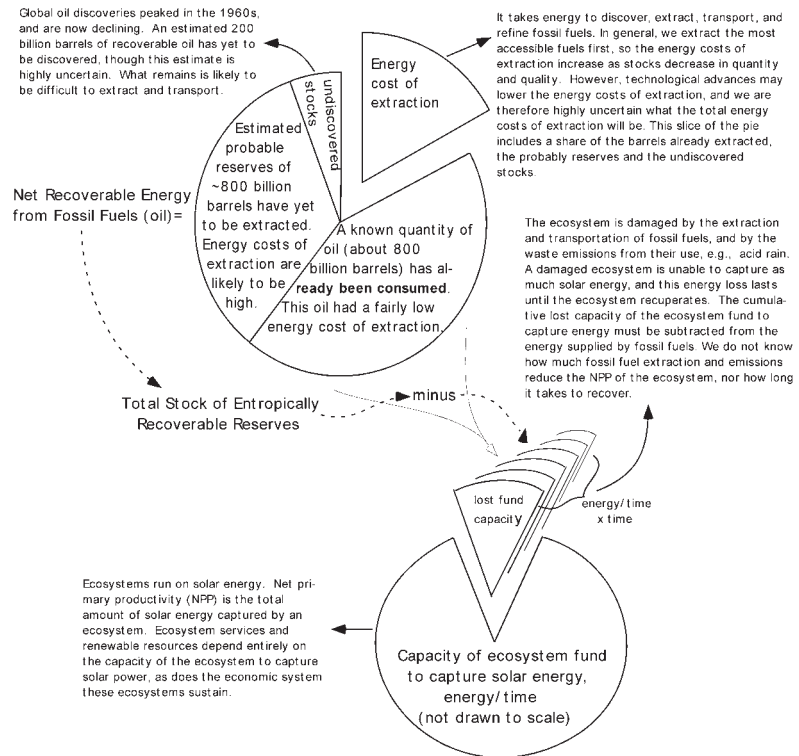 Global oil discoveries peaked in the 1960s,
and are now declining. An estimated 200
billion barrels of recoverable oil has yet to
be discovered, though this estimate is
highly uncertain. What remains is likely to
be difficult to extract and transport.
It takes energy to discover, extract, transport, and
refine fossil fuels. In general, we extract the most
accessible fuels first, so the energy costs of
extraction increase as stocks decrease in quantity
and quality. However, technological advances may
lower the energy costs of extraction, and we are
therefore highly uncertain what the total energy
costs of extraction will be. This slice of the pie
includes a share of the barrels already extracted,
the probably reserves and the undiscovered
stocks.
Energy
cost of
extraction
undiscovered
stocks
Estimated
probable
reserves of
~800 billion
barrels have yet
to be extracted.
Energy costs of
extraction are
likely to be
high.
Net Recoverable Energy
from Fossil Fuels (oil)=
A known quantity of
oil (about 800
billion barrels) has al-
ready been consumed.
This oil had a fairly low
energy cost of extraction.
The ecosystem is damaged by the extraction
and transportation of fossil fuels, and by the
waste emissions from their use, e.g., acid rain.
A damaged ecosystem is unable to capture as
much solar energy, and this energy loss lasts
until the ecosystem recuperates. The cumula-
tive lost capacity of the ecosystem fund to
capture energy must be subtracted from the
energy supplied by fossil fuels. We do not know
how much fossil fuel extraction and emissions
reduce the NPP of the ecosystem, nor how long
it takes to recover.
Total Stock of Entropically
Recoverable Reserves
minus
lost fund
capacity
energy/time
x time
Ecosystems run on solar energy. Net pri-
mary productivity (NPP) is the total
amount of solar energy captured by an
ecosystem. Ecosystem services and
renewable resources depend entirely on
the capacity of the ecosystem to capture
solar power, as does the economic system
these ecosystems sustain.
Capacity of ecosystem fund
to capture solar energy,
energy/time
(not drawn to scale)